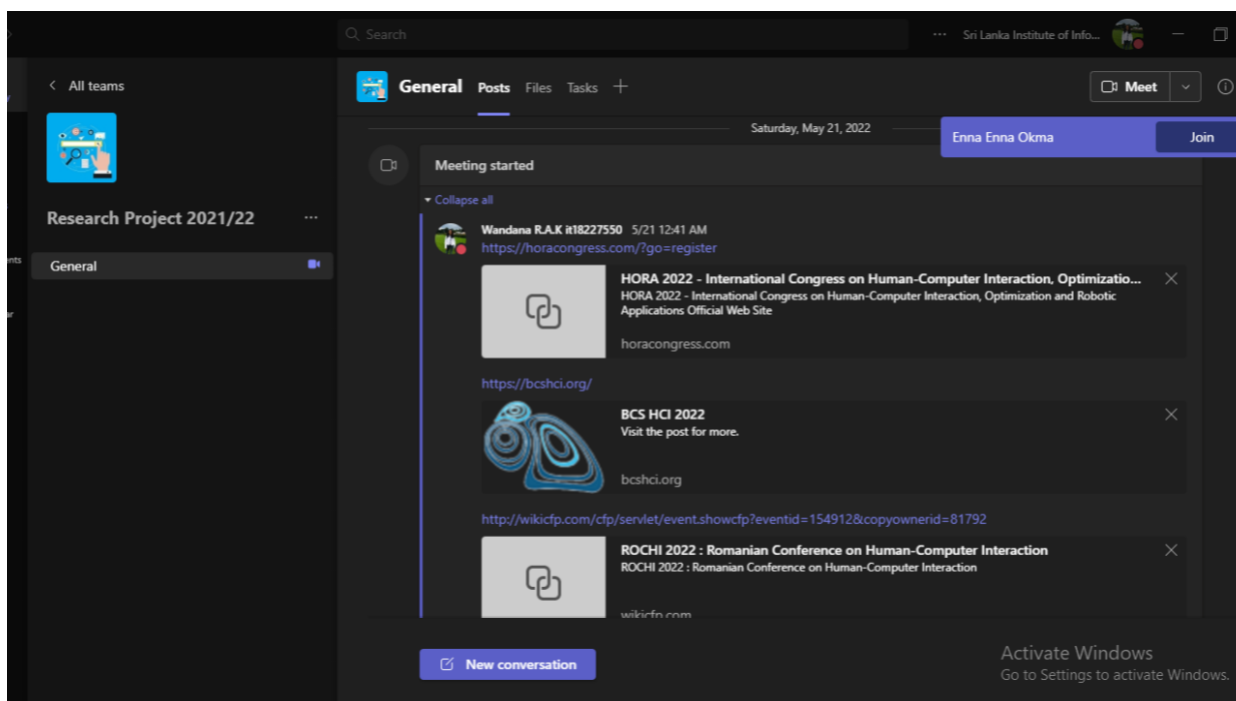 Search
... Sri Lanka Institute of Info...
All teams
General Posts Files Tasks
Meet
Saturday, May 21, 2022
Enna Enna Okma
Join
Meeting started
Research Project 2021/22 ...
General
Collapse all
Wandana R.A.K it18227550 5/21 12:41 AM
https://horacongress.com/?go=register
HORA 2022 - International Congress on Human-Computer Interaction, Optimizatio...
HORA 2022 - International Congress on Human-Computer Interaction, Optimization and Robotic
Applications Official Web Site
horacongress.com
https://bcshci.org/
BCS HCI 2022
Visit the post for more.
bcshci.org
http://wikicfp.com/cfp/servlet/event.showcfp?eventid=154912&copyownerid=81792
ROCHI 2022 : Romanian Conference on Human-Computer Interaction
ROCHI 2022 : Romanian Conference on Human-Computer Interaction
wikicfp.com
New conversation
Activate Windows
Go to Settings to activate Windows.